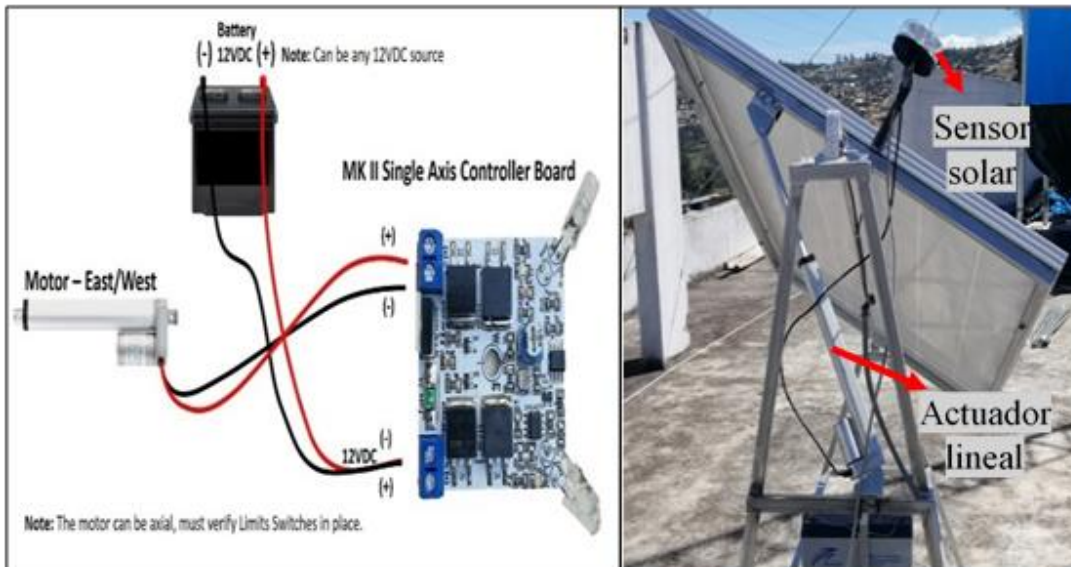 Battery
(-) 12VDC (+) Note: Can be any 12VDC source
MK II Single Axis Controller Board
(+)
Motor – East/West
(-)
(-)
12VDC
(+)
Note: The motor can be axial, must verify Limits Switches in place.
Sensor
solar
Actuador
lineal